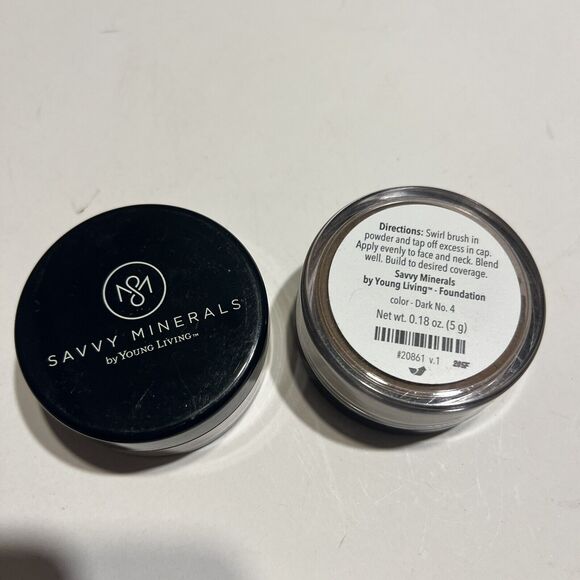 SAVVY MINERALS
by YOUNG LIVING™
Directions: Swirl brush in
powder and tap off excess in cap.
Apply evenly to face and neck. Blend
well. Build to desired coverage.
Savvy Minerals
by Young Living™ - Foundation
color - Dark No. 4
Net wt. 0.18 oz. (5 g)
#20861 v.1